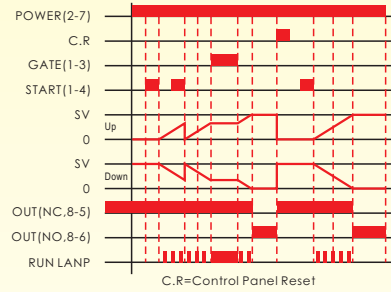 POWER(2-7)
C.R
GATE(1-3)
START(1-4)
SV
Up
0
SV
Down
0
OUT(NC,8-5)
OUT(NO,8-6)
RUN LANP
C.R=Control Panel Reset